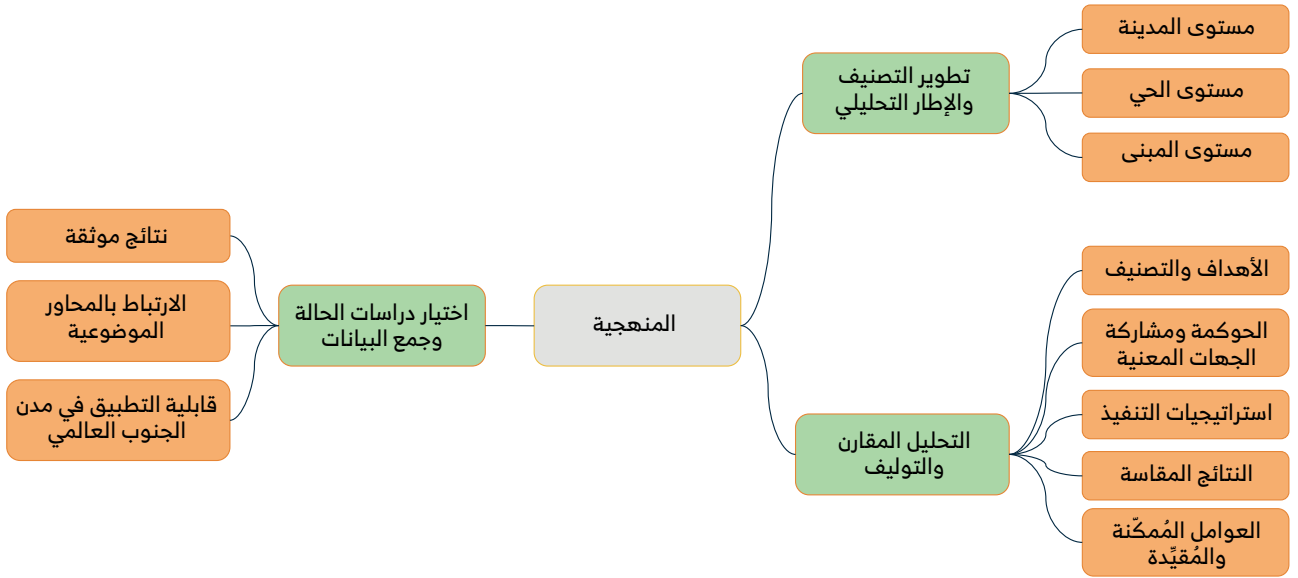 المنهجية
تطوير التصنيف
والإطار التحليلي
مستوى المدينة
مستوى الحي
مستوى المبنى
التحليل المقارن
والتوليف
الأهداف والتصنيف
الحوكمة ومشاركة
الجهات المعنية
استراتيجيات التنفيذ
النتائج المقاسة
العوامل المُمكّنة
والمُقيِّدة
اختيار دراسات الحالة
وجمع البيانات
نتائج موثقة
الارتباط بالمحاور
الموضوعية
قابلية التطبيق في مدن
الجنوب العالمي